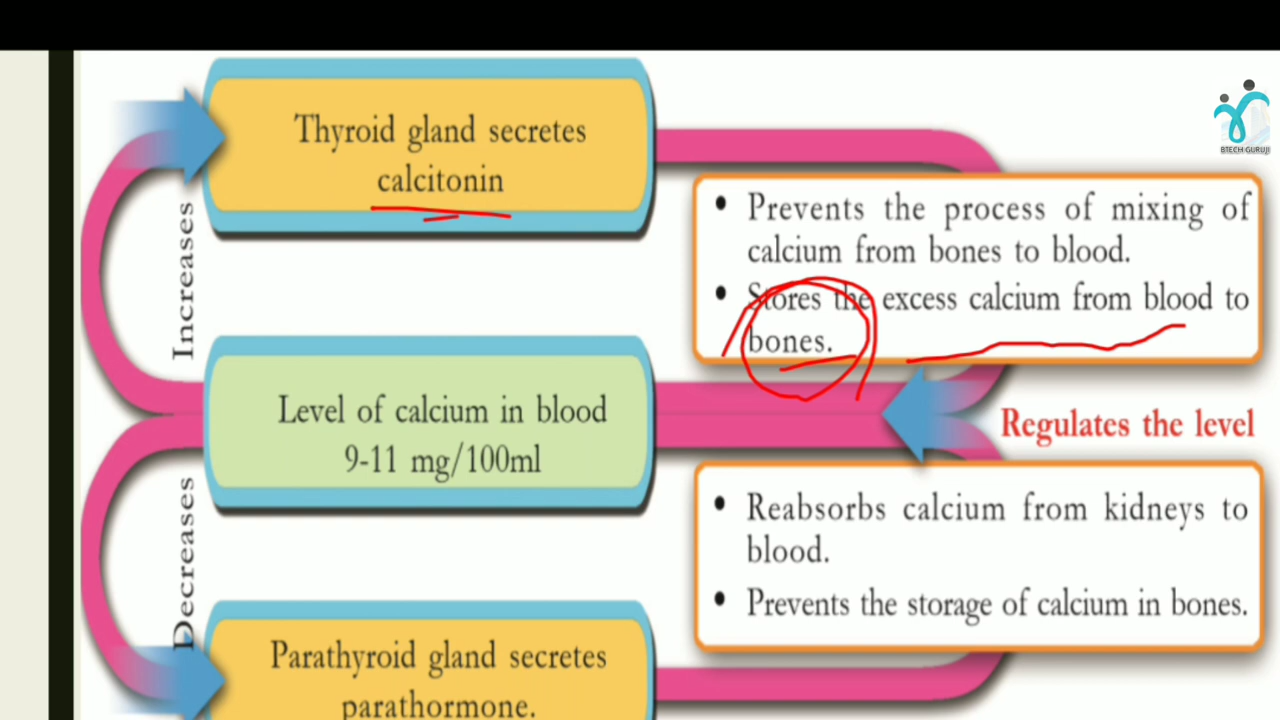 Thyroid gland secretes
calcitonin
BTECH GURUJI
Prevents the process of mixing of
calcium from bones to blood.
Stores the excess calcium from blood to
bones.
Increases
Level of calcium in blood
9-11 mg/100ml
Regulates the level
Decreases
Reabsorbs calcium from kidneys to
blood.
Prevents the storage of calcium in bones.
Parathyroid gland secretes
parathormone.